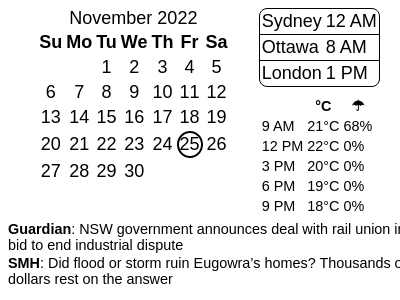 November 2022
Su Mo Tu We Th Fr Sa
1 2 3 4 5
6 7 8 9 10 11 12
13 14 15 16 17 18 19
20 21 22 23 24 25 26
27 28 29 30
Sydney 12 AM
Ottawa 8 AM
London 1 PM
°C ☂
9 AM 21°C 68%
12 PM 22°C 0%
3 PM 20°C 0%
6 PM 19°C 0%
9 PM 18°C 0%
Guardian: NSW government announces deal with rail union i
bid to end industrial dispute
SMH: Did flood or storm ruin Eugowra’s homes? Thousands o
dollars rest on the answer